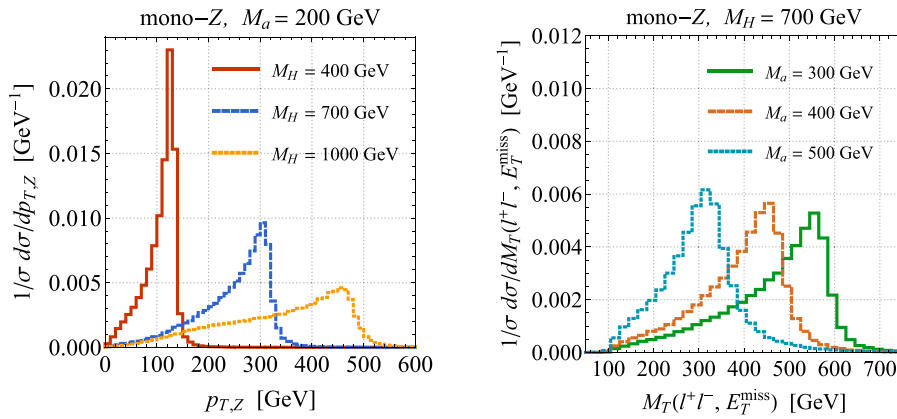 mono-Z, M_a = 200 GeV
1/σ dσ/dp_{T,Z} [GeV⁻¹]
0.020
0.015
0.010
0.005
0.000
M_H = 400 GeV
M_H = 700 GeV
M_H = 1000 GeV
0 100 200 300 400 500 600
p_{T,Z} [GeV]
mono-Z, M_H = 700 GeV
1/σ dσ/dM_T(l⁺l⁻, E_T^miss) [GeV⁻¹]
0.012
0.010
0.008
0.006
0.004
0.002
0.000
M_a = 300 GeV
M_a = 400 GeV
M_a = 500 GeV
100 200 300 400 500 600 700
M_T(l⁺l⁻, E_T^miss) [GeV]